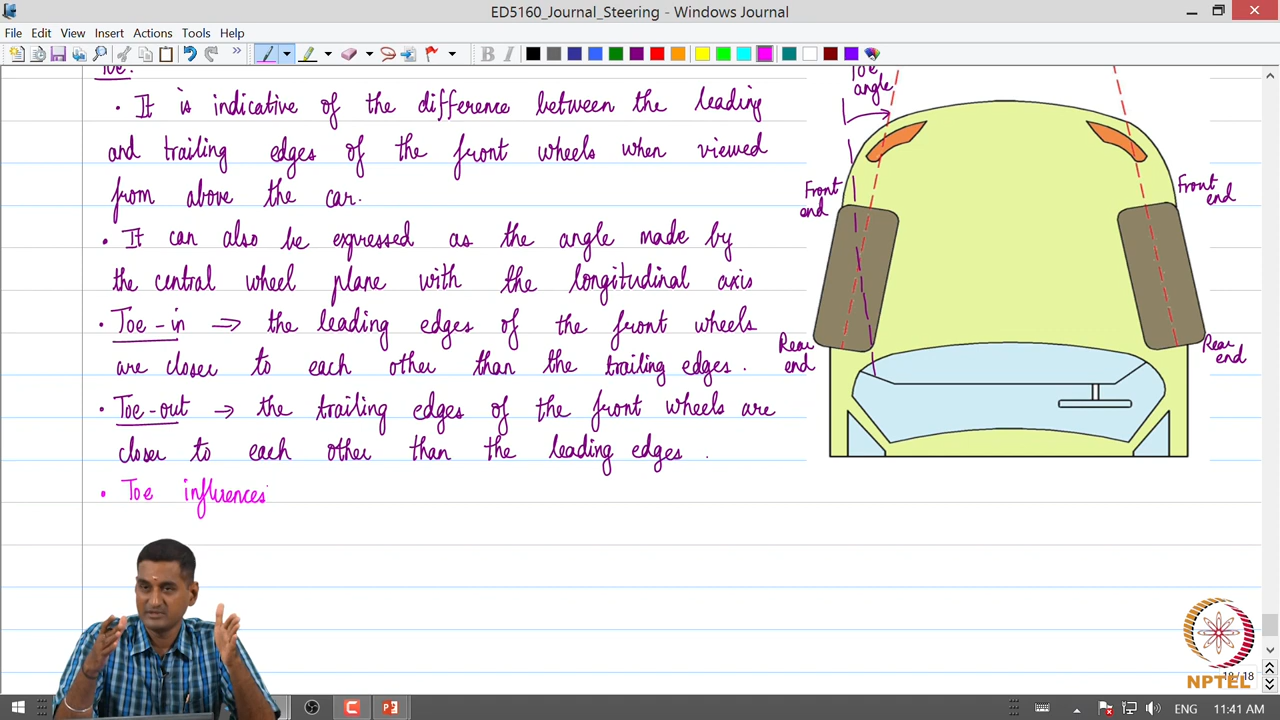 ED5160_Journal_Steering - Windows Journal
File Edit View Insert Actions Tools Help
Toe:
• It is indicative of the difference between the leading
and trailing edges of the front wheels when viewed
from above the car.
• It can also be expressed as the angle made by
the central wheel plane with the longitudinal axis
• Toe-in → the leading edges of the front wheels
are closer to each other than the trailing edges.
• Toe-out → the trailing edges of the front wheels are
closer to each other than the leading edges.
• Toe influences
Toe
angle
Front
end
Front
end
Rear
end
Rear
end
18/18
NPTEL
ENG 11:41 AM